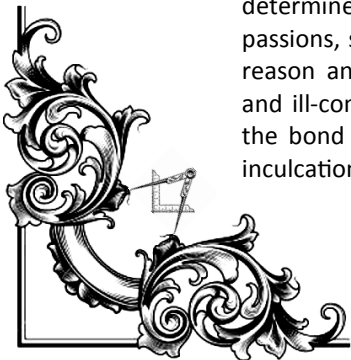 determine
passions, s
reason an
and ill-con
the bond
inculcation